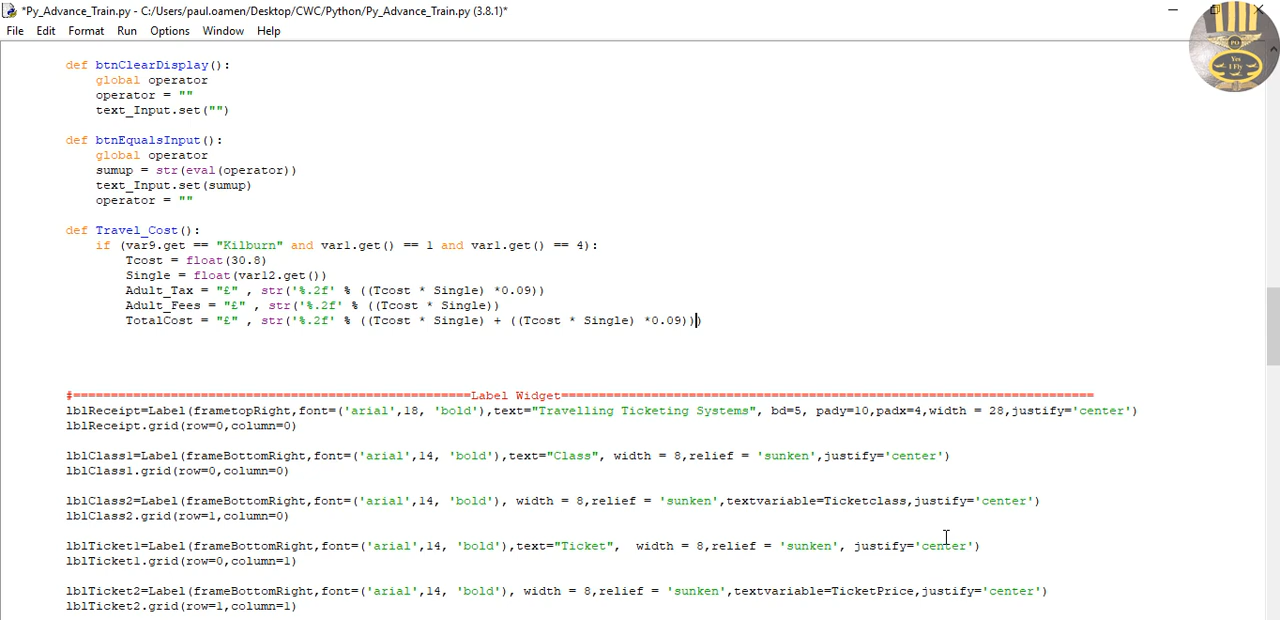 *Py_Advance_Train.py - C:/Users/paul.oamen/Desktop/CWC/Python/Py_Advance_Train.py (3.8.1)*
File Edit Format Run Options Window Help
PO
Yes
I Fly
def btnClearDisplay():
global operator
operator = ""
text_Input.set("")
def btnEqualsInput():
global operator
sumup = str(eval(operator))
text_Input.set(sumup)
operator = ""
def Travel_Cost():
if (var9.get == "Kilburn" and var1.get() == 1 and var1.get() == 4):
Tcost = float(30.8)
Single = float(var12.get())
Adult_Tax = "£" , str('%.2f' % ((Tcost * Single) *0.09))
Adult_Fees = "£" , str('%.2f' % ((Tcost * Single))
TotalCost = "£" , str('%.2f' % ((Tcost * Single) + ((Tcost * Single) *0.09)))
#=====================================================Label Widget=======================================================================
lblReceipt=Label(frametopRight,font=('arial',18, 'bold'),text="Travelling Ticketing Systems", bd=5, pady=10,padx=4,width = 28,justify='center')
lblReceipt.grid(row=0,column=0)
lblClass1=Label(frameBottomRight,font=('arial',14, 'bold'),text="Class", width = 8,relief = 'sunken',justify='center')
lblClass1.grid(row=0,column=0)
lblClass2=Label(frameBottomRight,font=('arial',14, 'bold'), width = 8,relief = 'sunken',textvariable=Ticketclass,justify='center')
lblClass2.grid(row=1,column=0)
lblTicket1=Label(frameBottomRight,font=('arial',14, 'bold'),text="Ticket",  width = 8,relief = 'sunken', justify='center')
lblTicket1.grid(row=0,column=1)
lblTicket2=Label(frameBottomRight,font=('arial',14, 'bold'), width = 8,relief = 'sunken',textvariable=TicketPrice,justify='center')
lblTicket2.grid(row=1,column=1)